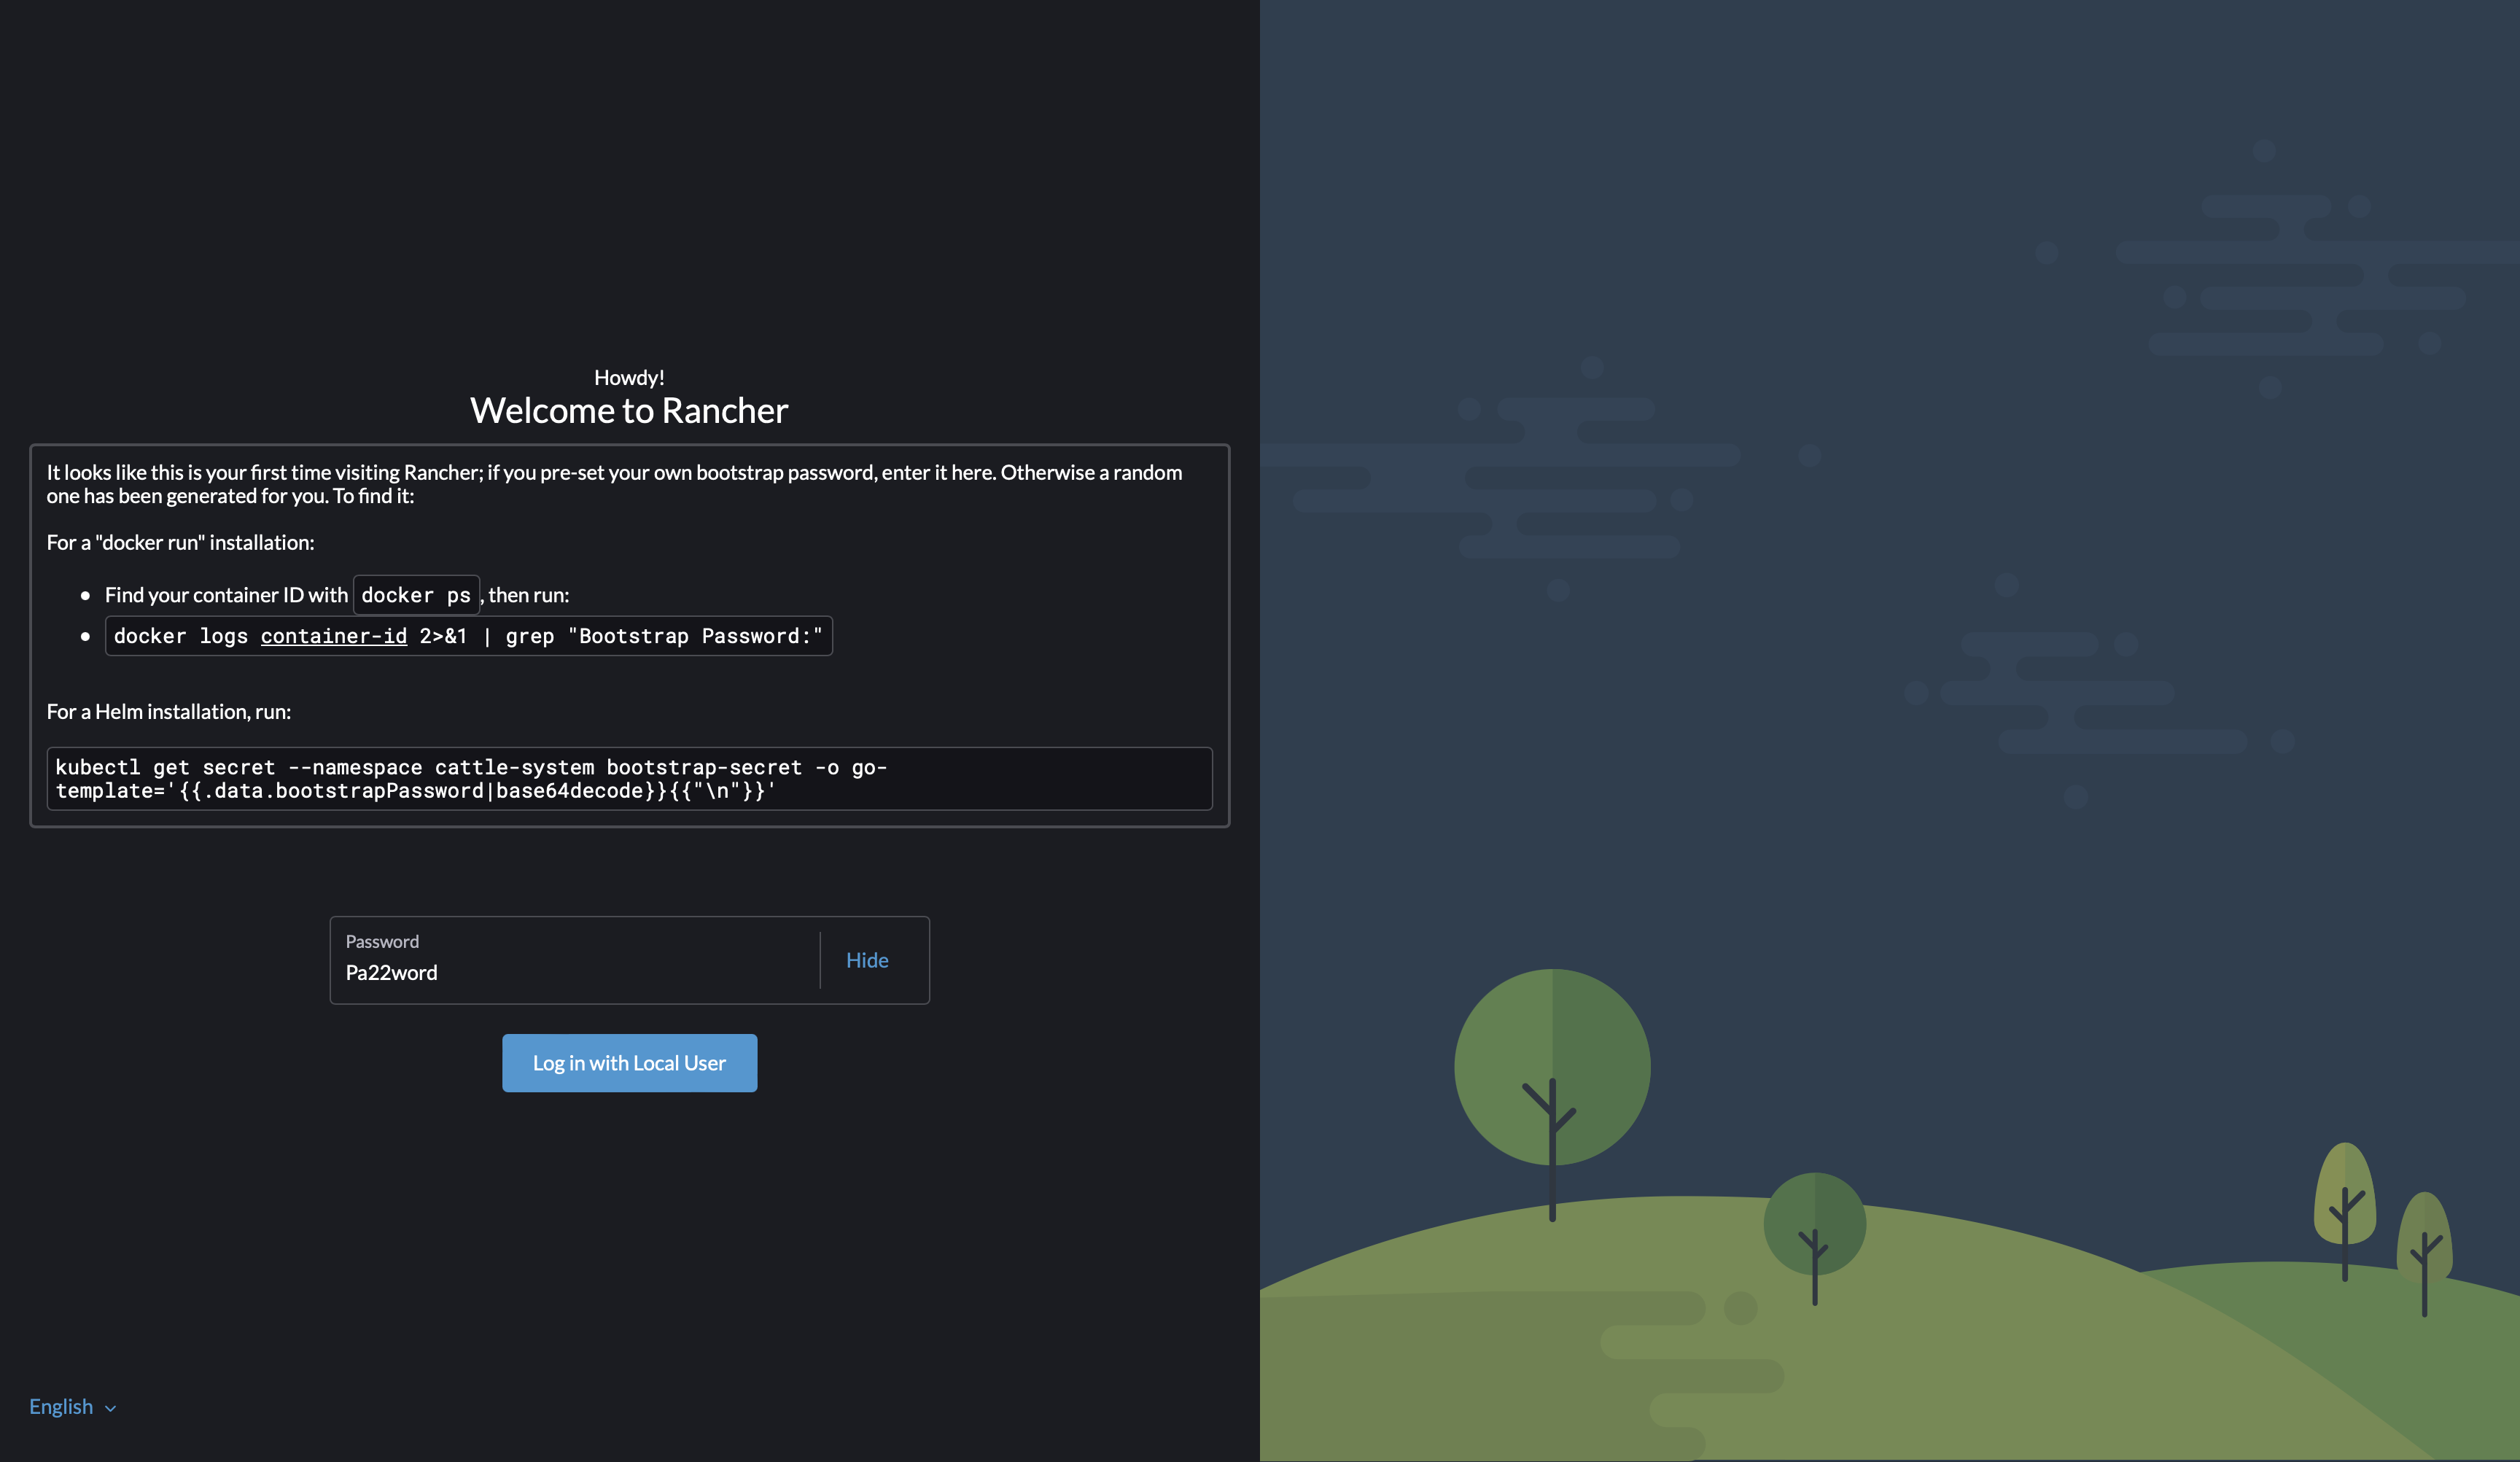 Howdy!
Welcome to Rancher
It looks like this is your first time visiting Rancher; if you pre-set your own bootstrap password, enter it here. Otherwise a random
one has been generated for you. To find it:
For a "docker run" installation:
Find your container ID with docker ps, then run:
docker logs container-id 2>&1 | grep "Bootstrap Password:"
For a Helm installation, run:
kubectl get secret --namespace cattle-system bootstrap-secret -o go-
template='{{.data.bootstrapPassword|base64decode}}{{"\n"}}'
Password
Pa22word
Hide
Log in with Local User
English